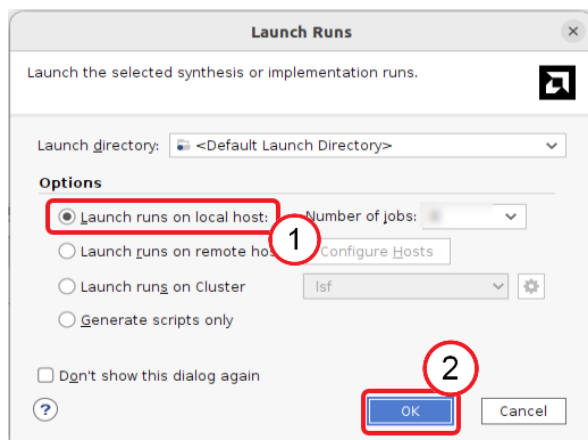 Launch Runs
Launch the selected synthesis or implementation runs.
Launch directory: <Default Launch Directory>
Options
Launch runs on local host: Number of jobs:
1
Launch runs on remote Configure Hosts
Launch runs on Cluster lsf
Generate scripts only
Don't show this dialog again
2
?
OK Cancel